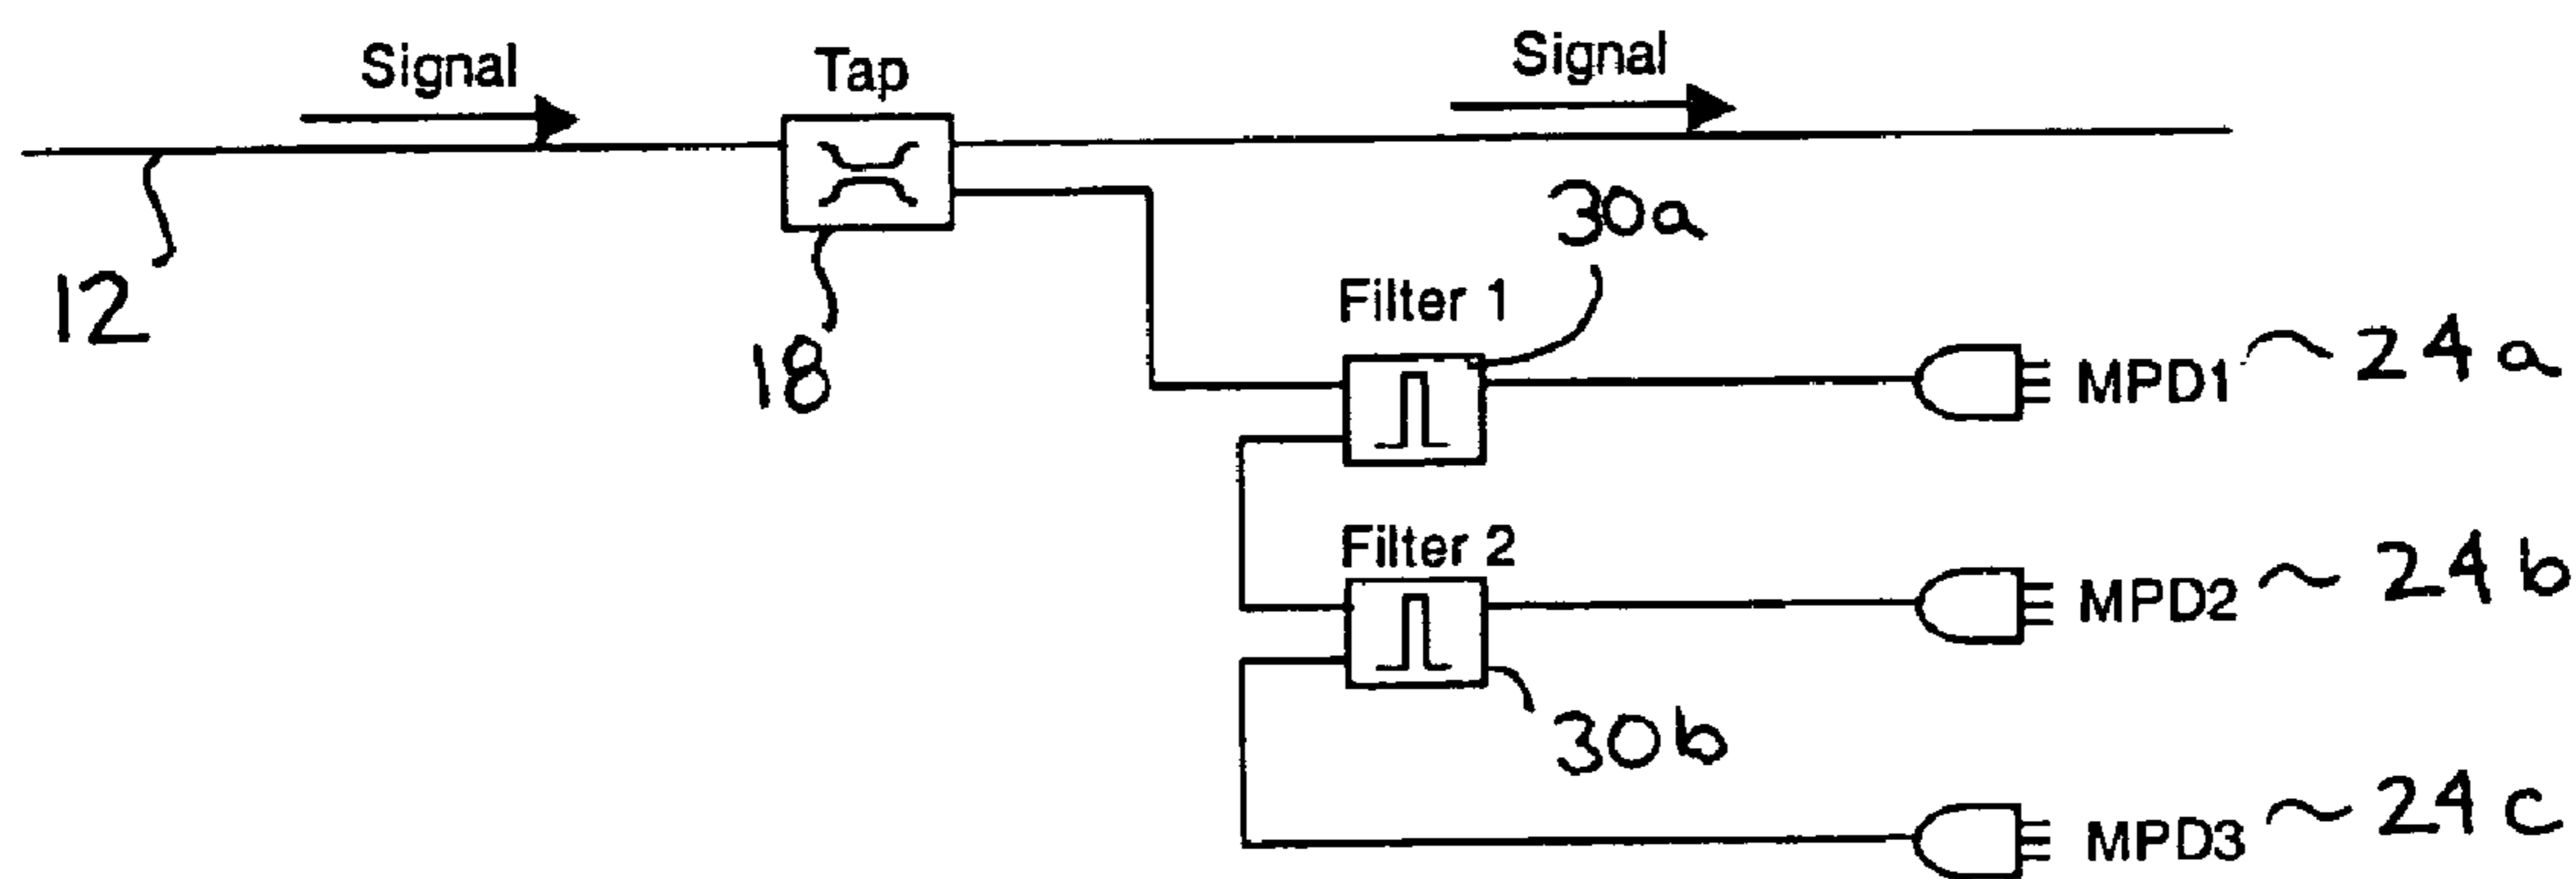 Signal
Tap
Signal
12
18
30a
Filter 1
MPD1 ~ 24a
Filter 2
MPD2 ~ 24b
30b
MPD3 ~ 24c